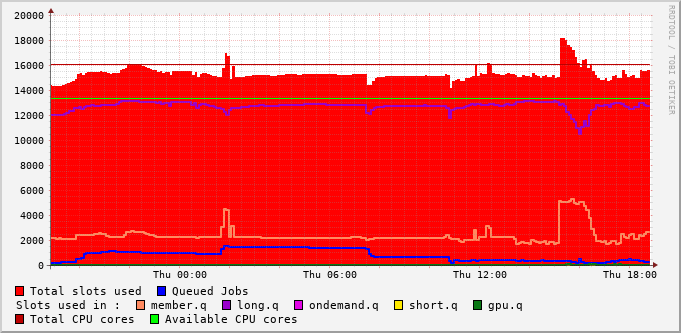 20000
18000
16000
14000
12000
10000
8000
6000
4000
2000
0
Thu 00:00 Thu 06:00 Thu 12:00 Thu 18:00
RRDTOOL / TOBI OETIKER
Total slots used Queued Jobs
Slots used in : member.q long.q ondemand.q short.q gpu.q
Total CPU cores Available CPU cores